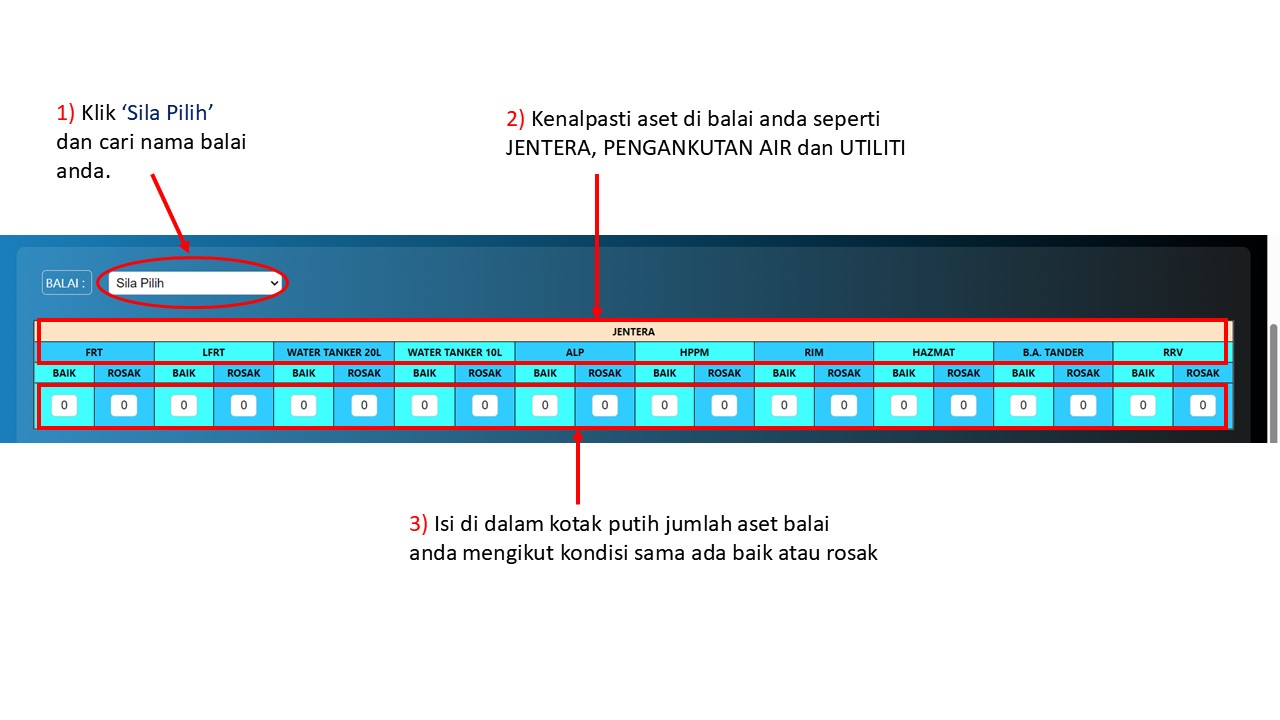 1) Klik ‘Sila Pilih’
dan cari nama balai
anda.
2) Kenalpasti aset di balai anda seperti
JENTERA, PENGANKUTAN AIR dan UTILITI
BALAI : Sila Pilih
JENTERA
FRT LFRT WATER TANKER 20L WATER TANKER 10L ALP HPPM RIM HAZMAT B.A. TANDER RRV
BAIK ROSAK BAIK ROSAK BAIK ROSAK BAIK ROSAK BAIK ROSAK BAIK ROSAK BAIK ROSAK BAIK ROSAK BAIK ROSAK BAIK ROSAK
0 0 0 0 0 0 0 0 0 0 0 0 0 0 0 0 0 0 0 0
3) Isi di dalam kotak putih jumlah aset balai
anda mengikut kondisi sama ada baik atau rosak